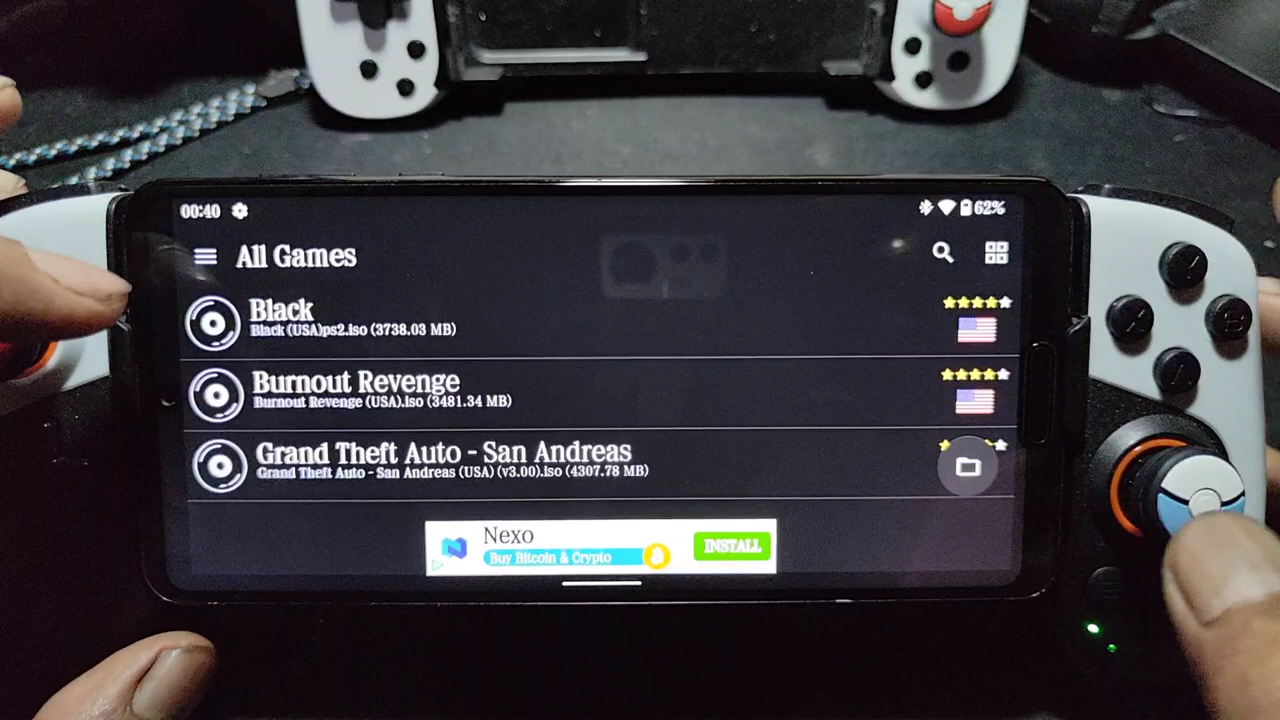 00:40
62%
All Games
Black
Black (USA)ps2.iso (3738.03 MB)
Burnout Revenge
Burnout Revenge (USA).iso (3481.34 MB)
Grand Theft Auto - San Andreas
Grand Theft Auto - San Andreas (USA) (v3.00).iso (4307.78 MB)
Nexo
Buy Bitcoin & Crypto
INSTALL
X
B